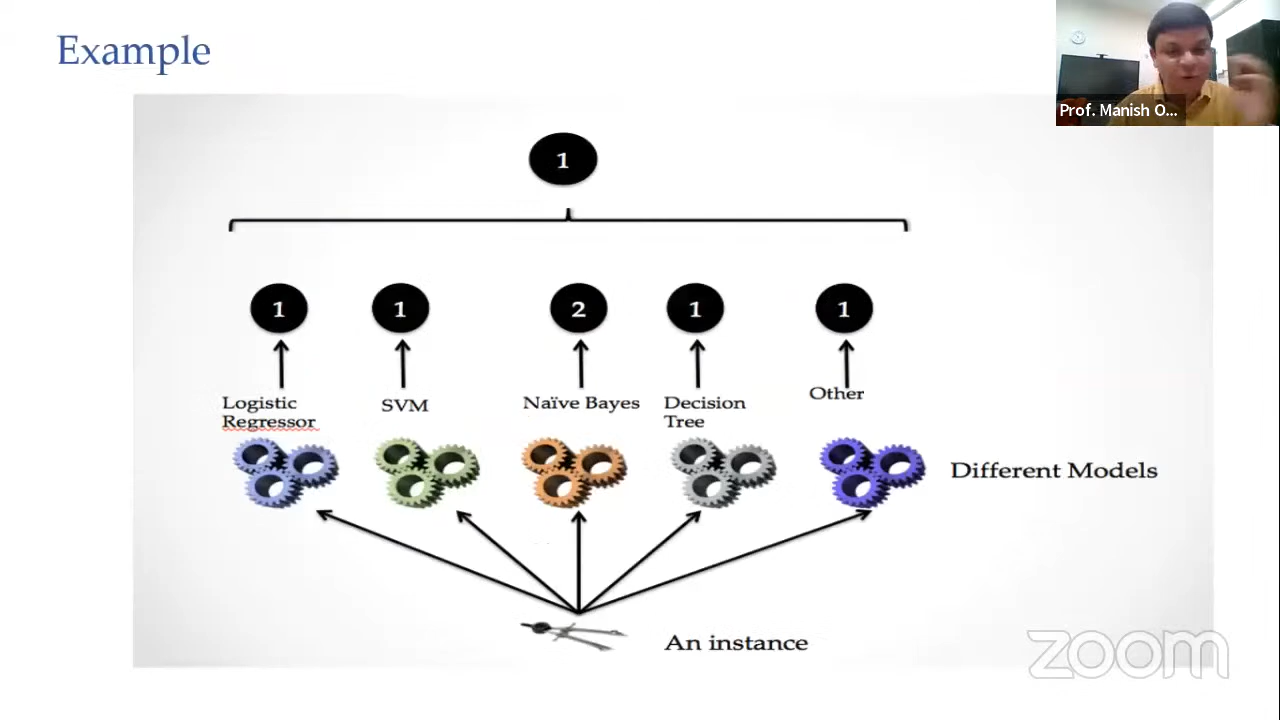 Example
Prof. Manish O...
1
1
1
2
1
1
Logistic
Regressor
SVM
Naïve Bayes
Decision
Tree
Other
Different Models
An instance
zoom